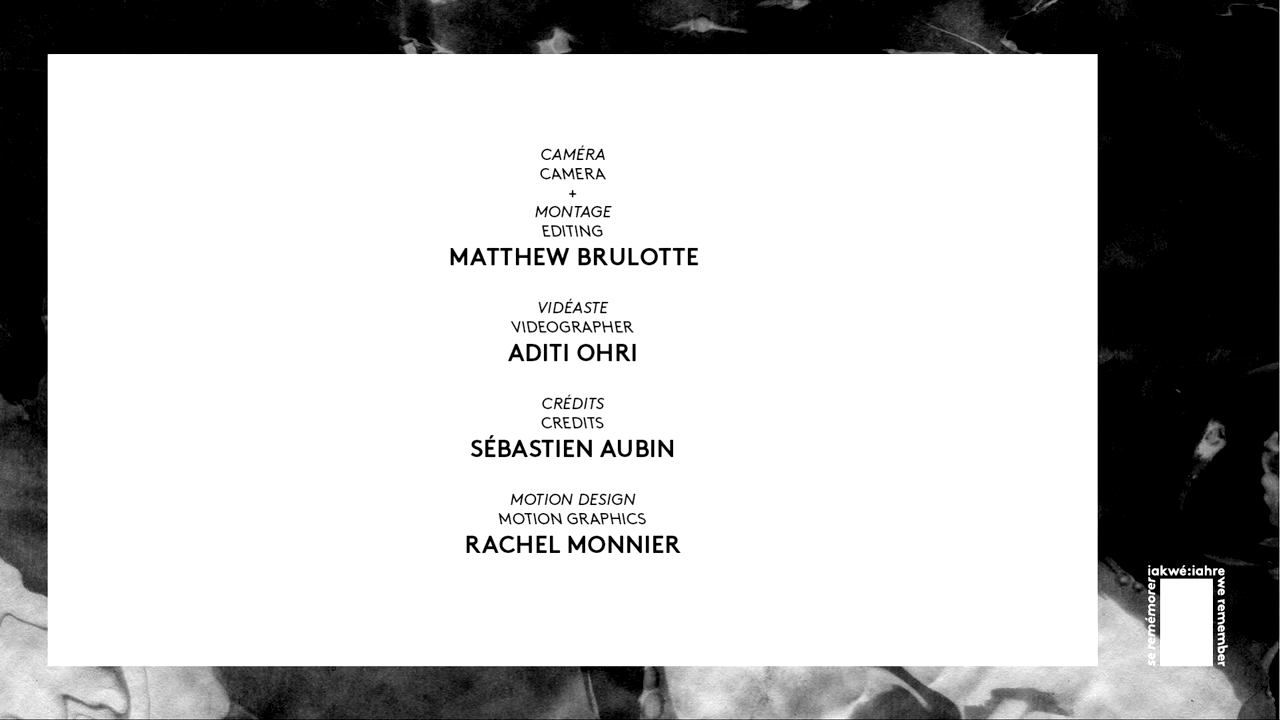 CAMÉRA
CAMERA
+
MONTAGE
EDITING
MATTHEW BRULOTTE
VIDÉASTE
VIDEOGRAPHER
ADITI OHRI
CRÉDITS
CREDITS
SÉBASTIEN AUBIN
MOTION DESIGN
MOTION GRAPHICS
RACHEL MONNIER
iakwé:iahre
se remémorer
we remember